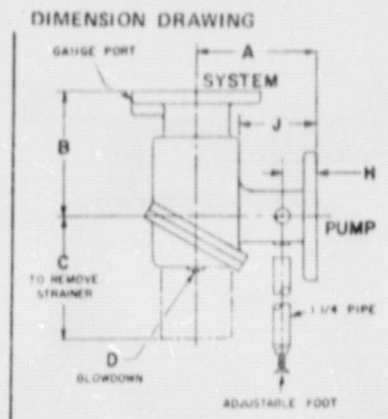 DIMENSION DRAWING
A
GAUGE PORT
SYSTEM
J
B
H
PUMP
C
TO REMOVE
STRAINER
D
BLOWDOWN
1 1/4 PIPE
ADJUSTABLE FOOT